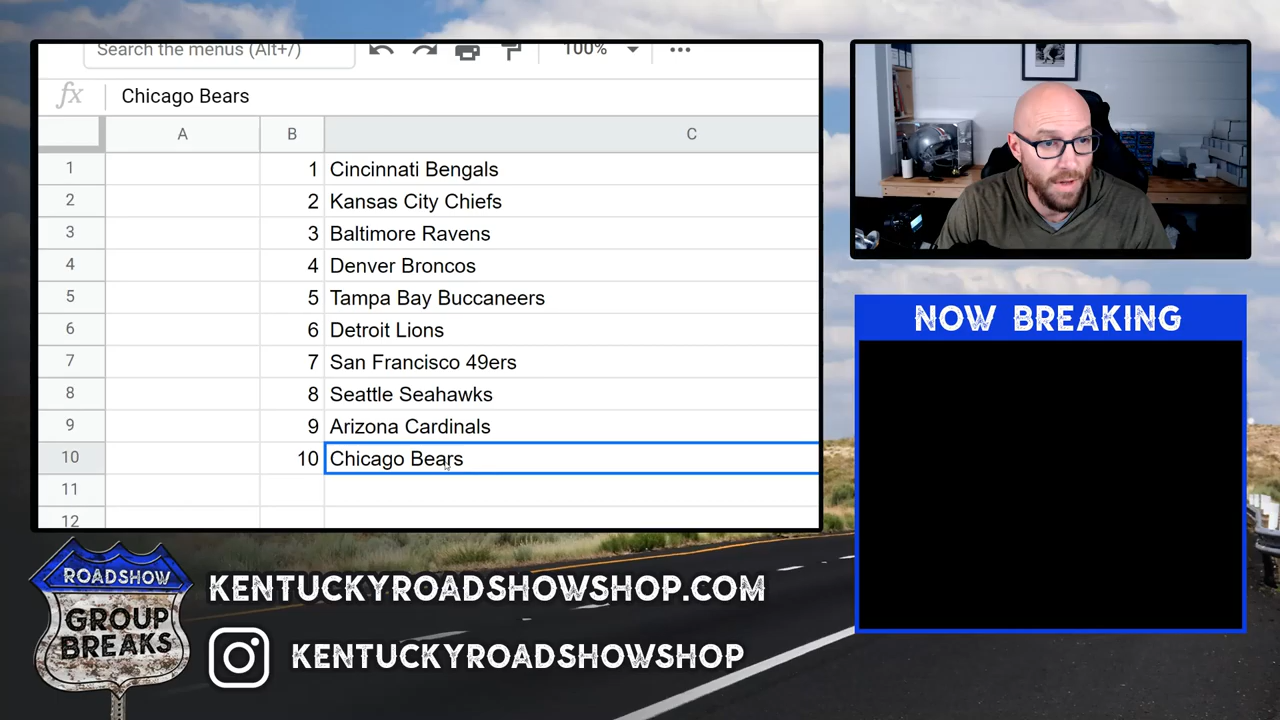 Search the menus (Alt+/)
100%
fx
Chicago Bears
A B C
1 1 Cincinnati Bengals
2 2 Kansas City Chiefs
3 3 Baltimore Ravens
4 4 Denver Broncos
5 5 Tampa Bay Buccaneers
6 6 Detroit Lions
7 7 San Francisco 49ers
8 8 Seattle Seahawks
9 9 Arizona Cardinals
10 10 Chicago Bears
11
12
NOW BREAKING
ROADSHOW
GROUP
BREAKS
KENTUCKYROADSHOWSHOP.COM
KENTUCKYROADSHOWSHOP